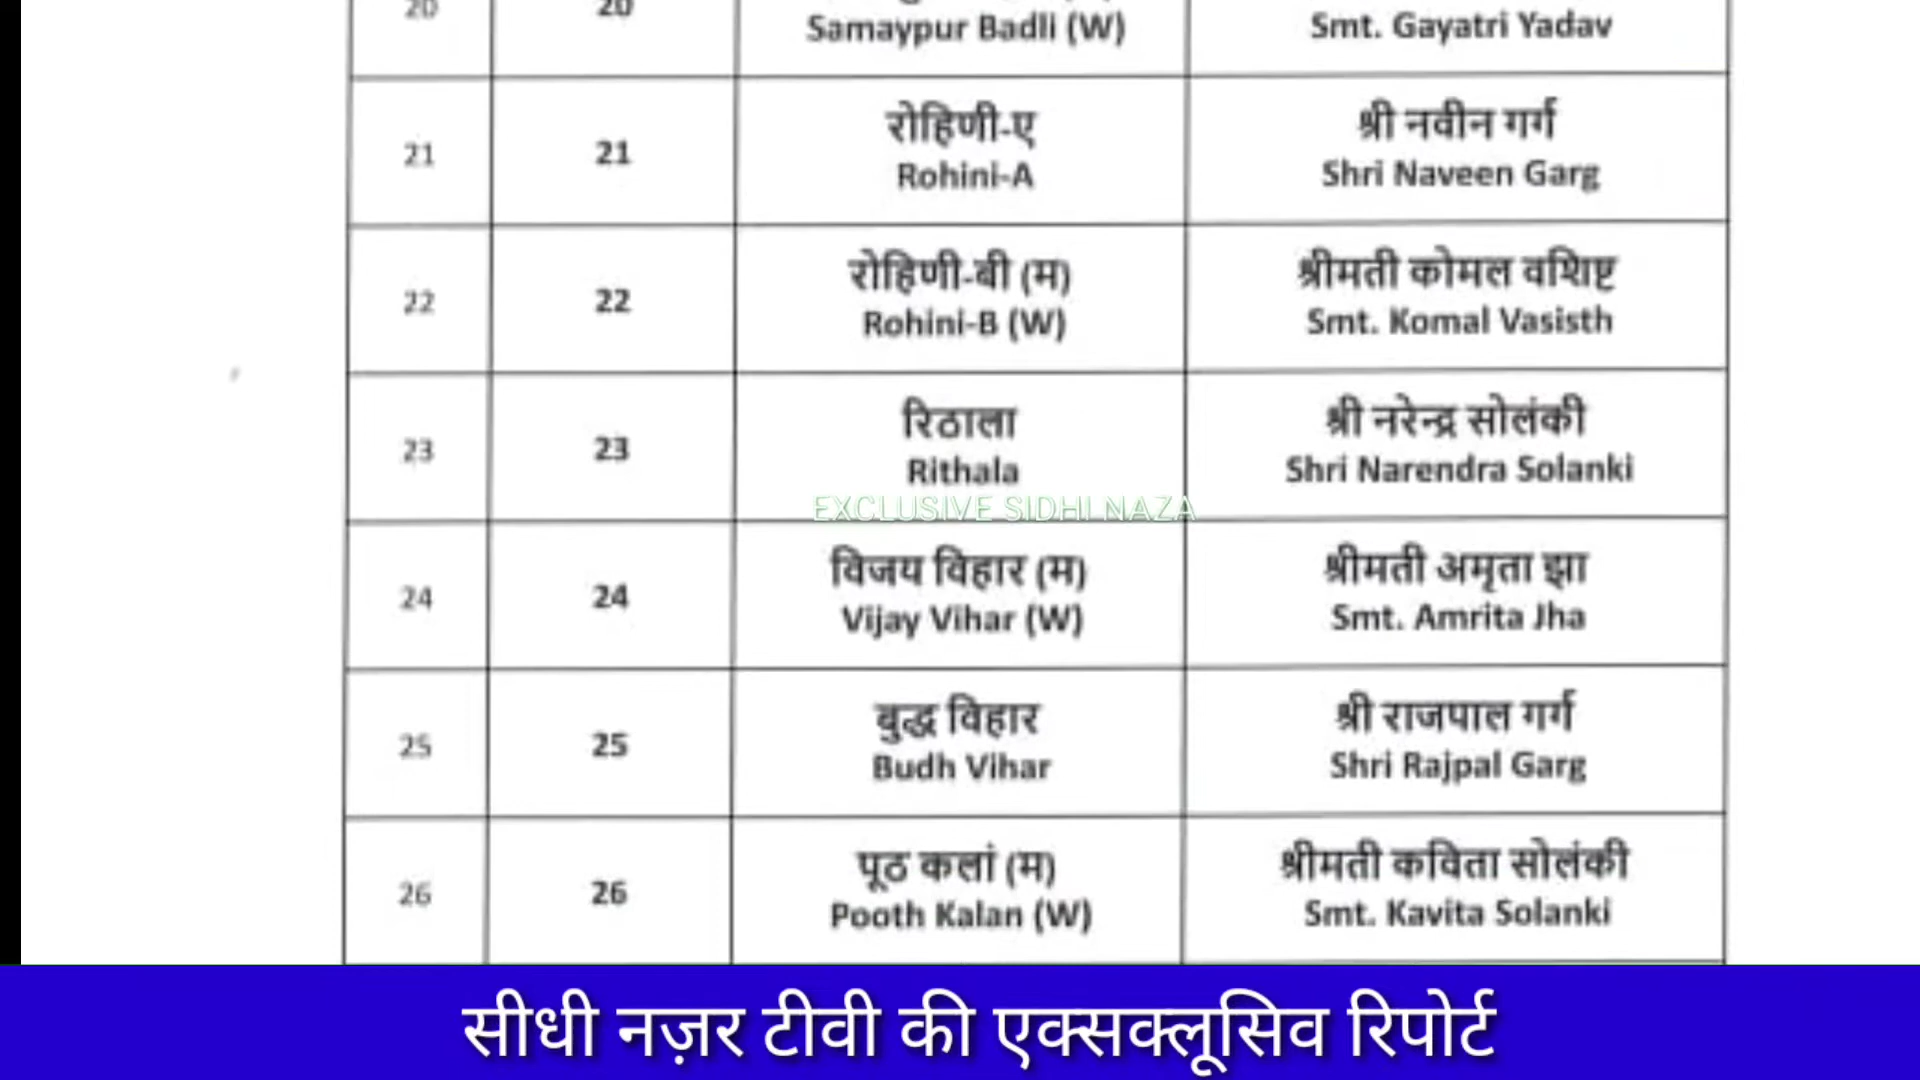 20 20 Samaypur Badli (W) Smt. Gayatri Yadav
रोहिणी-ए श्री नवीन गर्ग
21 21 Rohini-A Shri Naveen Garg
रोहिणी-बी (म) श्रीमती कोमल वशिष्ट
22 22 Rohini-B (W) Smt. Komal Vasisth
रिठाला श्री नरेन्द्र सोलंकी
23 23 Rithala Shri Narendra Solanki
EXCLUSIVE SIDHI NAZA
विजय विहार (म) श्रीमती अमृता झा
24 24 Vijay Vihar (W) Smt. Amrita Jha
बुद्ध विहार श्री राजपाल गर्ग
25 25 Budh Vihar Shri Rajpal Garg
पूठ कलां (म) श्रीमती कविता सोलंकी
26 26 Pooth Kalan (W) Smt. Kavita Solanki
सीधी नज़र टीवी की एक्सक्लूसिव रिपोर्ट